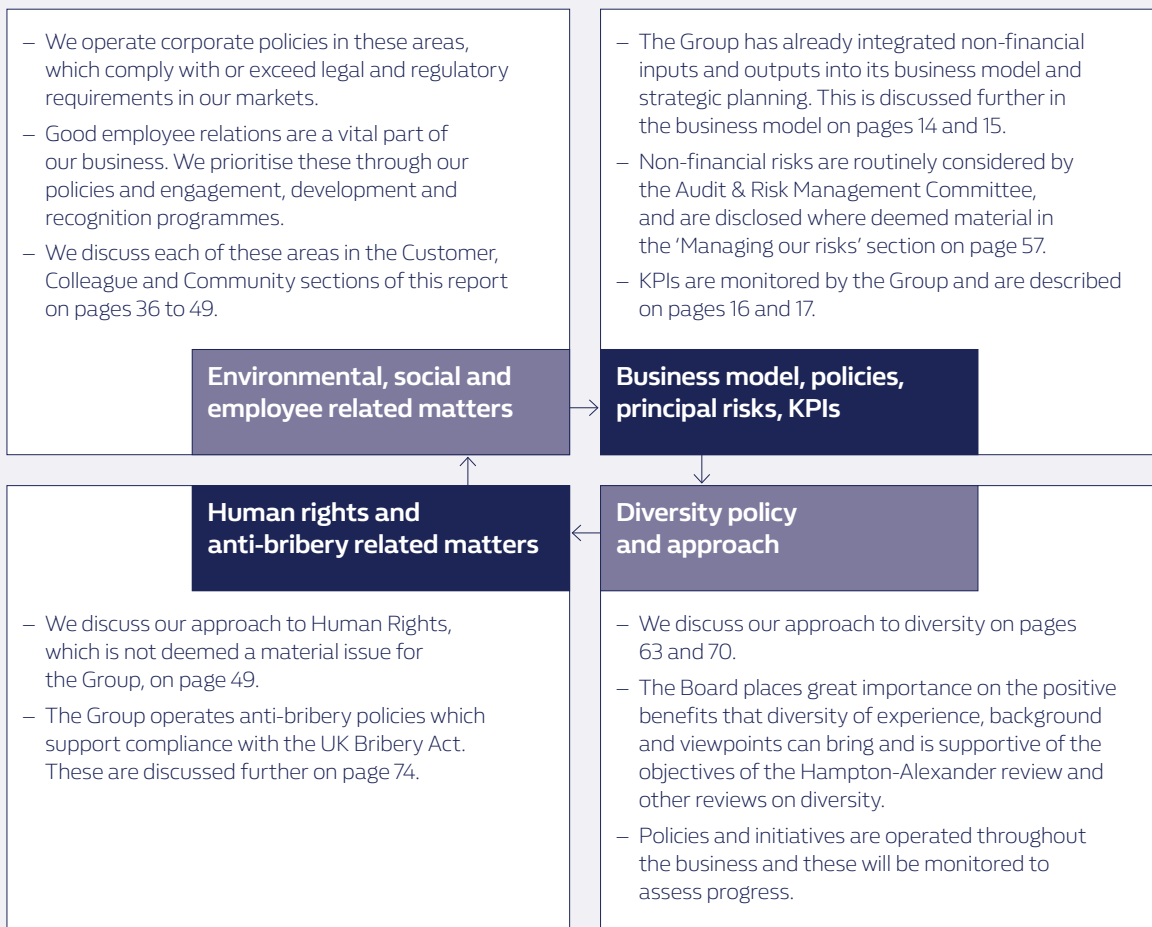 – We operate corporate policies in these areas,
which comply with or exceed legal and regulatory
requirements in our markets.
– Good employee relations are a vital part of
our business. We prioritise these through our
policies and engagement, development and
recognition programmes.
– We discuss each of these areas in the Customer,
Colleague and Community sections of this report
on pages 36 to 49.
Environmental, social and
employee related matters
– The Group has already integrated non-financial
inputs and outputs into its business model and
strategic planning. This is discussed further in
the business model on pages 14 and 15.
– Non-financial risks are routinely considered by
the Audit & Risk Management Committee,
and are disclosed where deemed material in
the ‘Managing our risks’ section on page 57.
– KPIs are monitored by the Group and are described
on pages 16 and 17.
Business model, policies,
principal risks, KPIs
Human rights and
anti-bribery related matters
– We discuss our approach to Human Rights,
which is not deemed a material issue for
the Group, on page 49.
– The Group operates anti-bribery policies which
support compliance with the UK Bribery Act.
These are discussed further on page 74.
Diversity policy
and approach
– We discuss our approach to diversity on pages
63 and 70.
– The Board places great importance on the positive
benefits that diversity of experience, background
and viewpoints can bring and is supportive of the
objectives of the Hampton-Alexander review and
other reviews on diversity.
– Policies and initiatives are operated throughout
the business and these will be monitored to
assess progress.